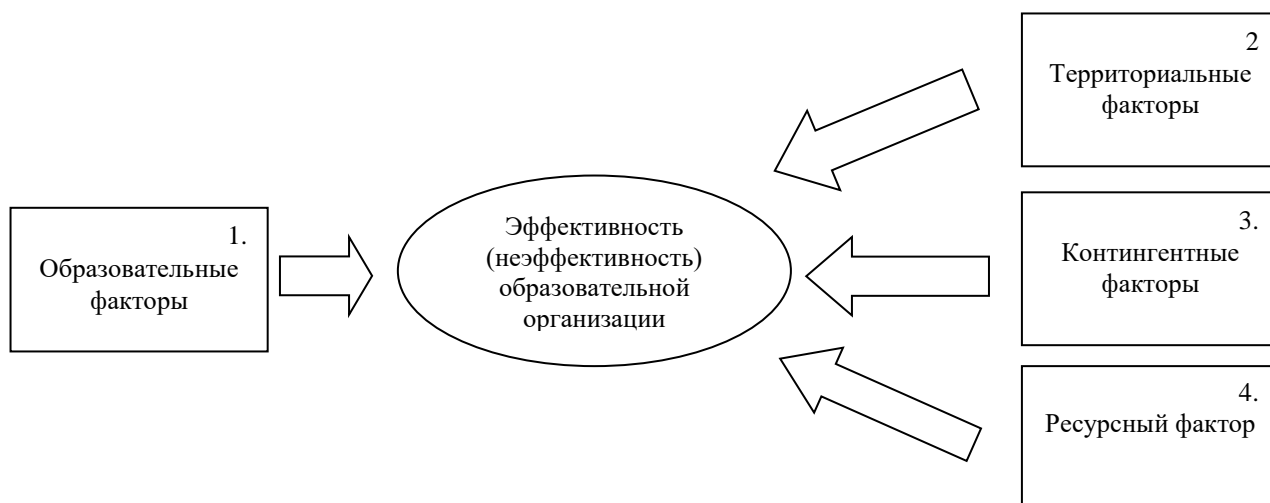 1.
Образовательные
факторы
Эффективность
(неэффективность)
образовательной
организации
2
Территориальные
факторы
3.
Контингентные
факторы
4.
Ресурсный фактор